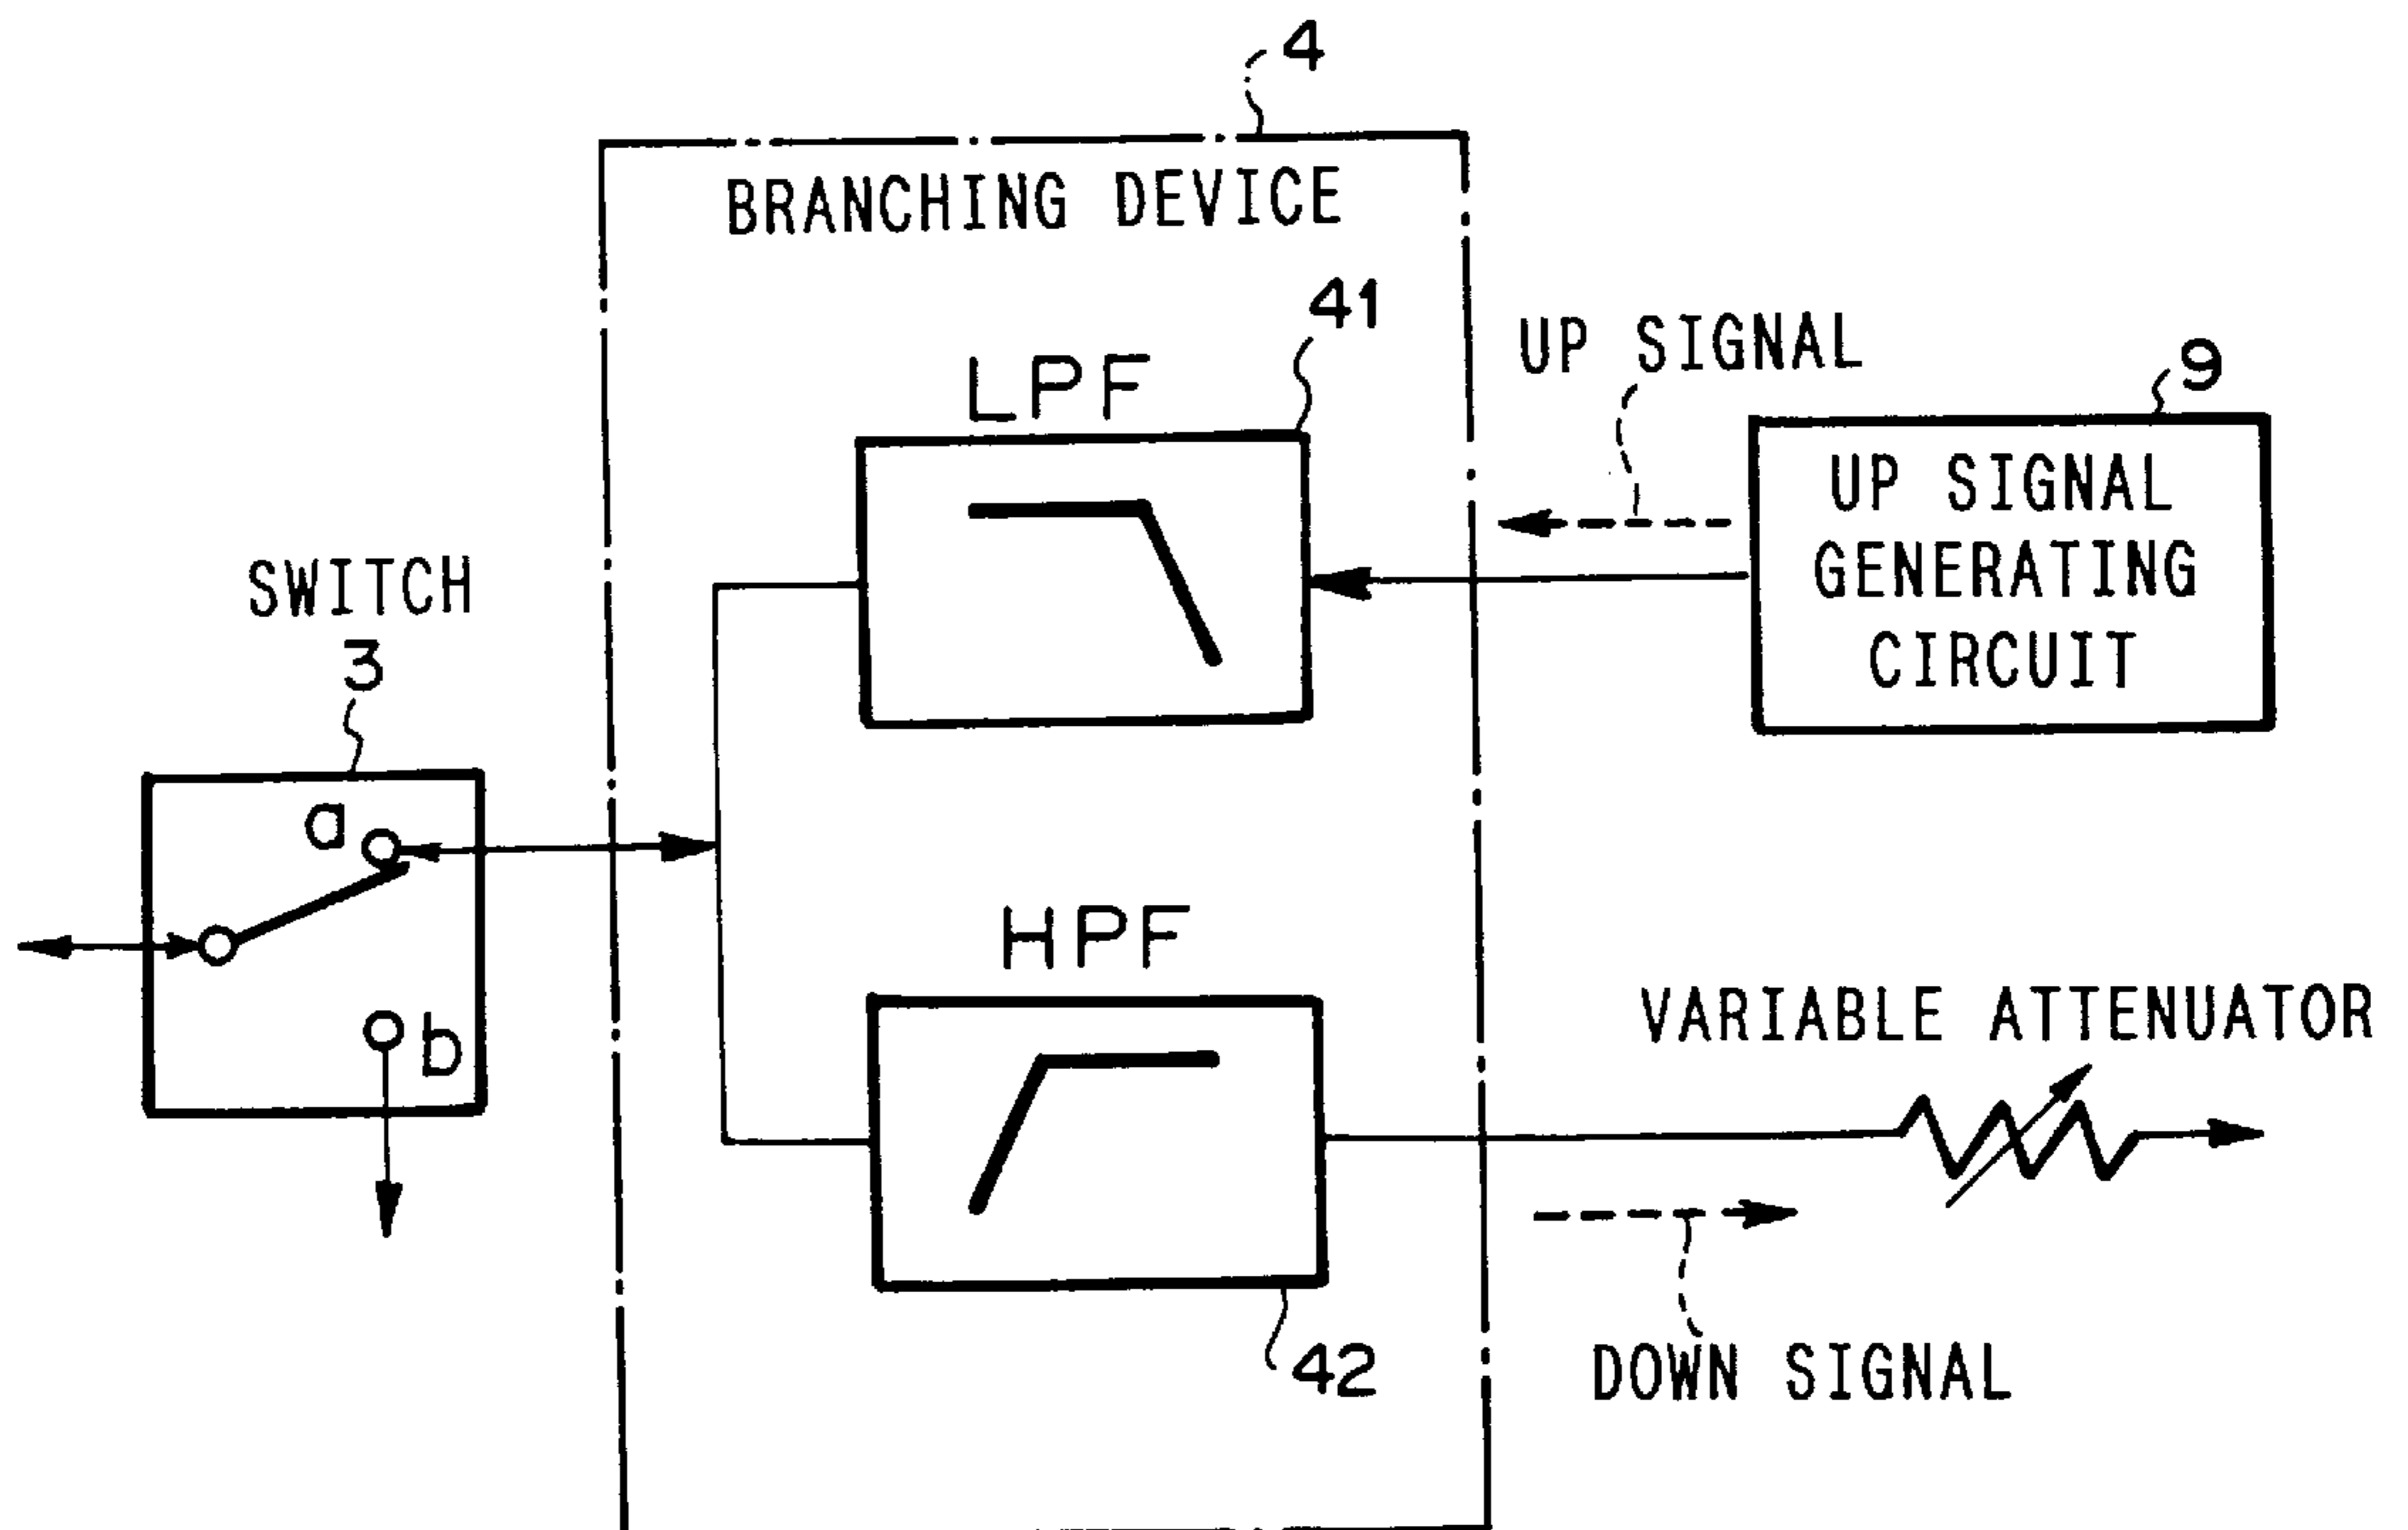 4
BRANCHING DEVICE
41
LPF
UP SIGNAL
9
UP SIGNAL
GENERATING
CIRCUIT
SWITCH
3
a
b
HPF
VARIABLE ATTENUATOR
42
DOWN SIGNAL